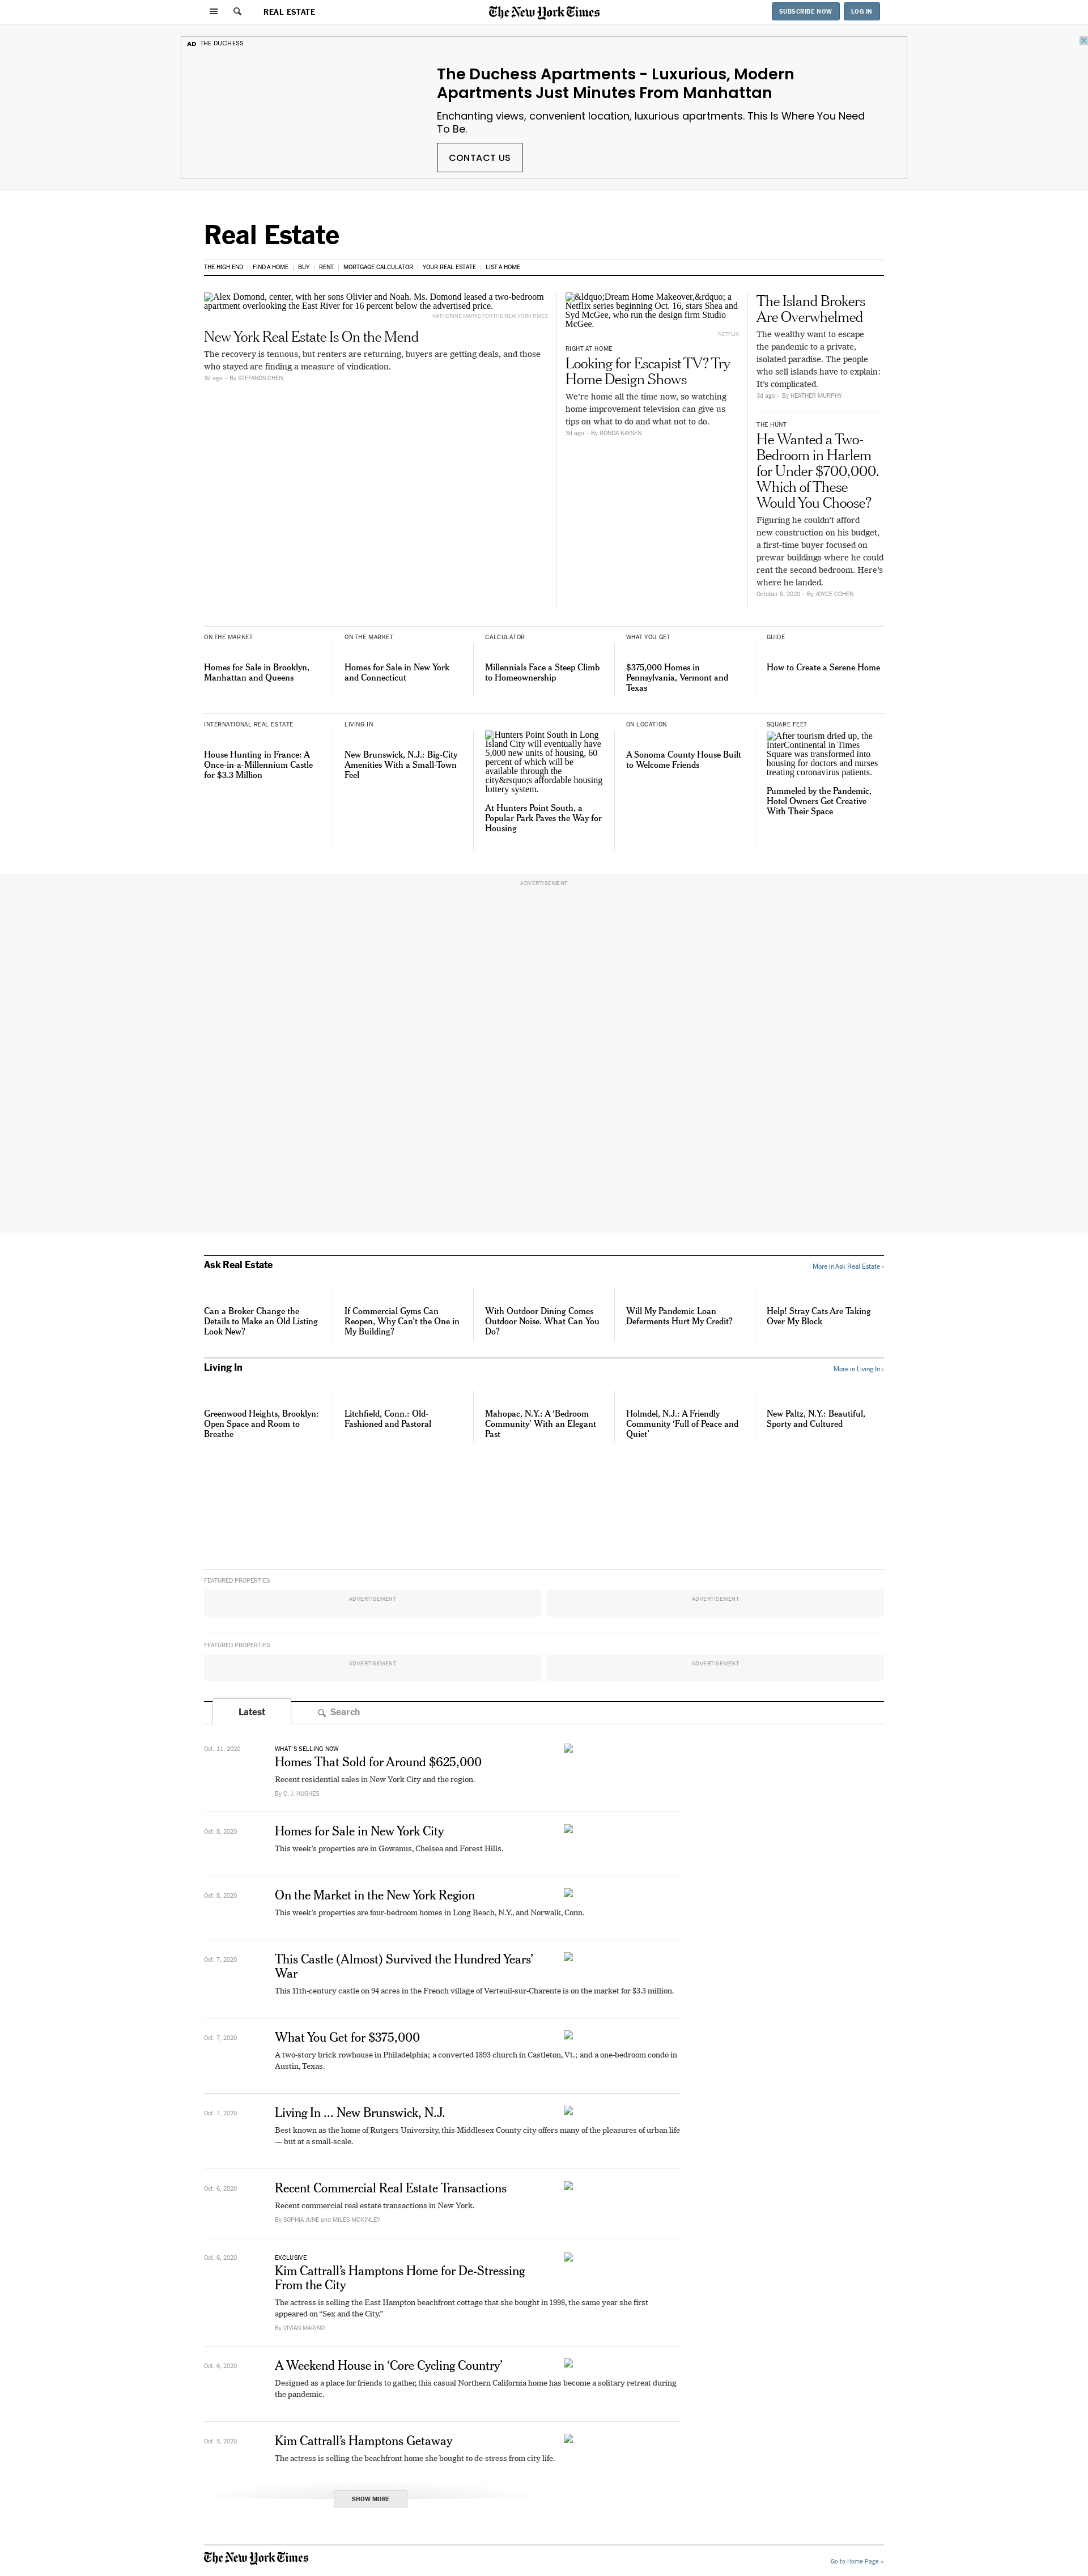 REAL ESTATE
The New York Times
SUBSCRIBE NOW
LOG IN
AD THE DUCHESS
The Duchess Apartments - Luxurious, Modern
Apartments Just Minutes From Manhattan
Enchanting views, convenient location, luxurious apartments. This Is Where You Need
To Be.
CONTACT US
Real Estate
THE HIGH END | FIND A HOME | BUY | RENT | MORTGAGE CALCULATOR | YOUR REAL ESTATE | LIST A HOME
Alex Domond, center, with her sons Olivier and Noah. Ms. Domond leased a two-bedroom
apartment overlooking the East River for 16 percent below the advertised price.
KATHERINE MARKS FOR THE NEW YORK TIMES
New York Real Estate Is On the Mend
The recovery is tenuous, but renters are returning, buyers are getting deals, and those
who stayed are finding a measure of vindication.
3d ago • By STEFANOS CHEN
&ldquo;Dream Home Makeover,&rdquo; a
Netflix series beginning Oct. 16, stars Shea and
Syd McGee, who run the design firm Studio
McGee.
NETFLIX
RIGHT AT HOME
Looking for Escapist TV? Try
Home Design Shows
We're home all the time now, so watching
home improvement television can give us
tips on what to do and what not to do.
3d ago • By RONDA KAYSEN
The Island Brokers
Are Overwhelmed
The wealthy want to escape
the pandemic to a private,
isolated paradise. The people
who sell islands have to explain:
It's complicated.
3d ago • By HEATHER MURPHY
THE HUNT
He Wanted a Two-
Bedroom in Harlem
for Under $700,000.
Which of These
Would You Choose?
Figuring he couldn't afford
new construction on his budget,
a first-time buyer focused on
prewar buildings where he could
rent the second bedroom. Here's
where he landed.
October 8, 2020 • By JOYCE COHEN
ON THE MARKET
Homes for Sale in Brooklyn,
Manhattan and Queens
ON THE MARKET
Homes for Sale in New York
and Connecticut
CALCULATOR
Millennials Face a Steep Climb
to Homeownership
WHAT YOU GET
$375,000 Homes in
Pennsylvania, Vermont and
Texas
GUIDE
How to Create a Serene Home
INTERNATIONAL REAL ESTATE
House Hunting in France: A
Once-in-a-Millennium Castle
for $3.3 Million
LIVING IN
New Brunswick, N.J.: Big-City
Amenities With a Small-Town
Feel
Hunters Point South in Long
Island City will eventually have
5,000 new units of housing, 60
percent of which will be
available through the
city&rsquo;s affordable housing
lottery system.
At Hunters Point South, a
Popular Park Paves the Way for
Housing
ON LOCATION
A Sonoma County House Built
to Welcome Friends
SQUARE FEET
After tourism dried up, the
InterContinental in Times
Square was transformed into
housing for doctors and nurses
treating coronavirus patients.
Pummeled by the Pandemic,
Hotel Owners Get Creative
With Their Space
ADVERTISEMENT
Ask Real Estate
More in Ask Real Estate ›
Can a Broker Change the
Details to Make an Old Listing
Look New?
If Commercial Gyms Can
Reopen, Why Can't the One in
My Building?
With Outdoor Dining Comes
Outdoor Noise. What Can You
Do?
Will My Pandemic Loan
Deferments Hurt My Credit?
Help! Stray Cats Are Taking
Over My Block
Living In
More in Living In ›
Greenwood Heights, Brooklyn:
Open Space and Room to
Breathe
Litchfield, Conn.: Old-
Fashioned and Pastoral
Mahopac, N.Y.: A 'Bedroom
Community' With an Elegant
Past
Holmdel, N.J.: A Friendly
Community 'Full of Peace and
Quiet'
New Paltz, N.Y.: Beautiful,
Sporty and Cultured
FEATURED PROPERTIES
ADVERTISEMENT
ADVERTISEMENT
FEATURED PROPERTIES
ADVERTISEMENT
ADVERTISEMENT
Latest
Search
Oct. 11, 2020
WHAT'S SELLING NOW
Homes That Sold for Around $625,000
Recent residential sales in New York City and the region.
By C. J. HUGHES
Oct. 8, 2020
Homes for Sale in New York City
This week's properties are in Gowanus, Chelsea and Forest Hills.
Oct. 8, 2020
On the Market in the New York Region
This week's properties are four-bedroom homes in Long Beach, N.Y., and Norwalk, Conn.
Oct. 7, 2020
This Castle (Almost) Survived the Hundred Years'
War
This 11th-century castle on 94 acres in the French village of Verteuil-sur-Charente is on the market for $3.3 million.
Oct. 7, 2020
What You Get for $375,000
A two-story brick rowhouse in Philadelphia; a converted 1893 church in Castleton, Vt.; and a one-bedroom condo in
Austin, Texas.
Oct. 7, 2020
Living In ... New Brunswick, N.J.
Best known as the home of Rutgers University, this Middlesex County city offers many of the pleasures of urban life
— but at a small-scale.
Oct. 6, 2020
Recent Commercial Real Estate Transactions
Recent commercial real estate transactions in New York.
By SOPHIA JUNE and MILES MCKINLEY
Oct. 6, 2020
EXCLUSIVE
Kim Cattrall's Hamptons Home for De-Stressing
From the City
The actress is selling the East Hampton beachfront cottage that she bought in 1998, the same year she first
appeared on "Sex and the City."
By VIVIAN MARINO
Oct. 6, 2020
A Weekend House in 'Core Cycling Country'
Designed as a place for friends to gather, this casual Northern California home has become a solitary retreat during
the pandemic.
Oct. 5, 2020
Kim Cattrall's Hamptons Getaway
The actress is selling the beachfront home she bought to de-stress from city life.
SHOW MORE
The New York Times
Go to Home Page »